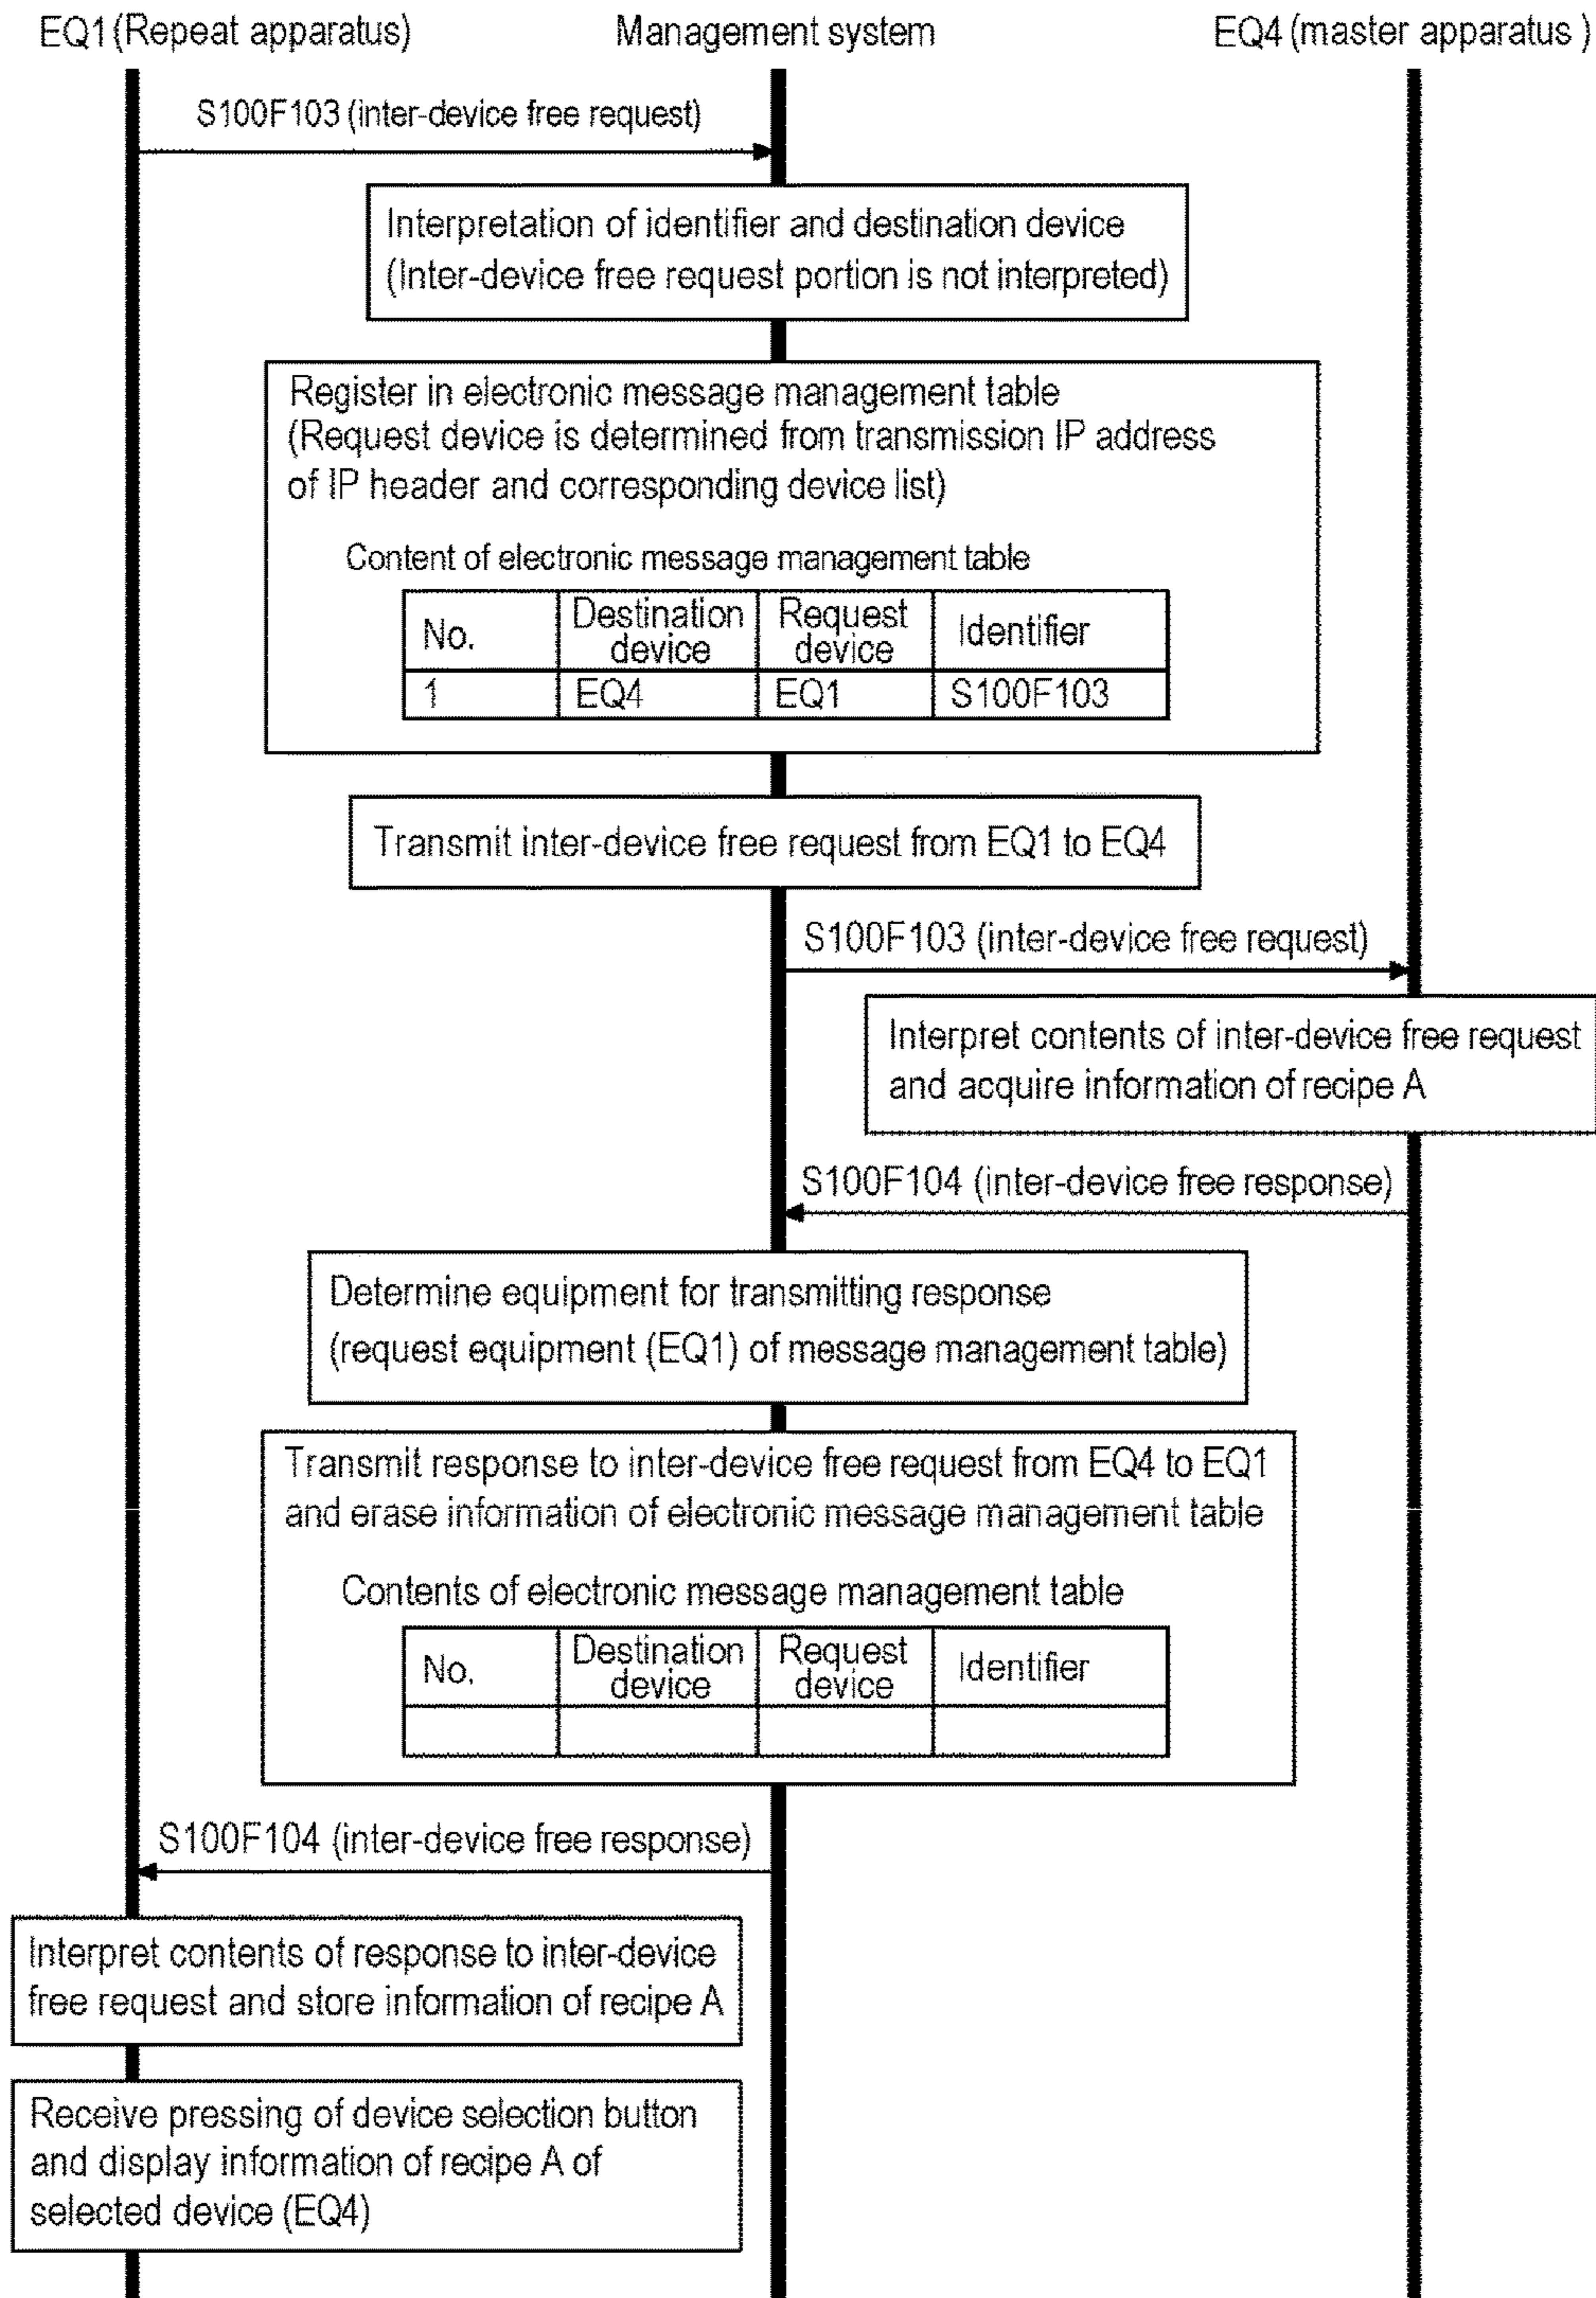 EQ1 (Repeat apparatus)
Management system
EQ4 (master apparatus )
S100F103 (inter-device free request)
Interpretation of identifier and destination device
(Inter-device free request portion is not interpreted)
Register in electronic message management table
(Request device is determined from transmission IP address
of IP header and corresponding device list)
Content of electronic message management table
No.
Destination
device
Request
device
Identifier
1
EQ4
EQ1
S100F103
Transmit inter-device free request from EQ1 to EQ4
S100F103 (inter-device free request)
Interpret contents of inter-device free request
and acquire information of recipe A
S100F104 (inter-device free response)
Determine equipment for transmitting response
(request equipment (EQ1) of message management table)
Transmit response to inter-device free request from EQ4 to EQ1
and erase information of electronic message management table
Contents of electronic message management table
No.
Destination
device
Request
device
Identifier
S100F104 (inter-device free response)
Interpret contents of response to inter-device
free request and store information of recipe A
Receive pressing of device selection button
and display information of recipe A of
selected device (EQ4)